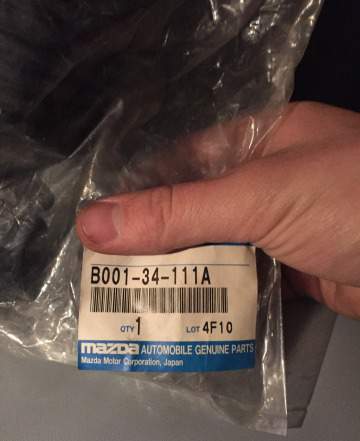 B001-34-111A
QTY 1 LOT 4F10
mazda AUTOMOBILE GENUINE PARTS
Mazda Motor Corporation, Japan